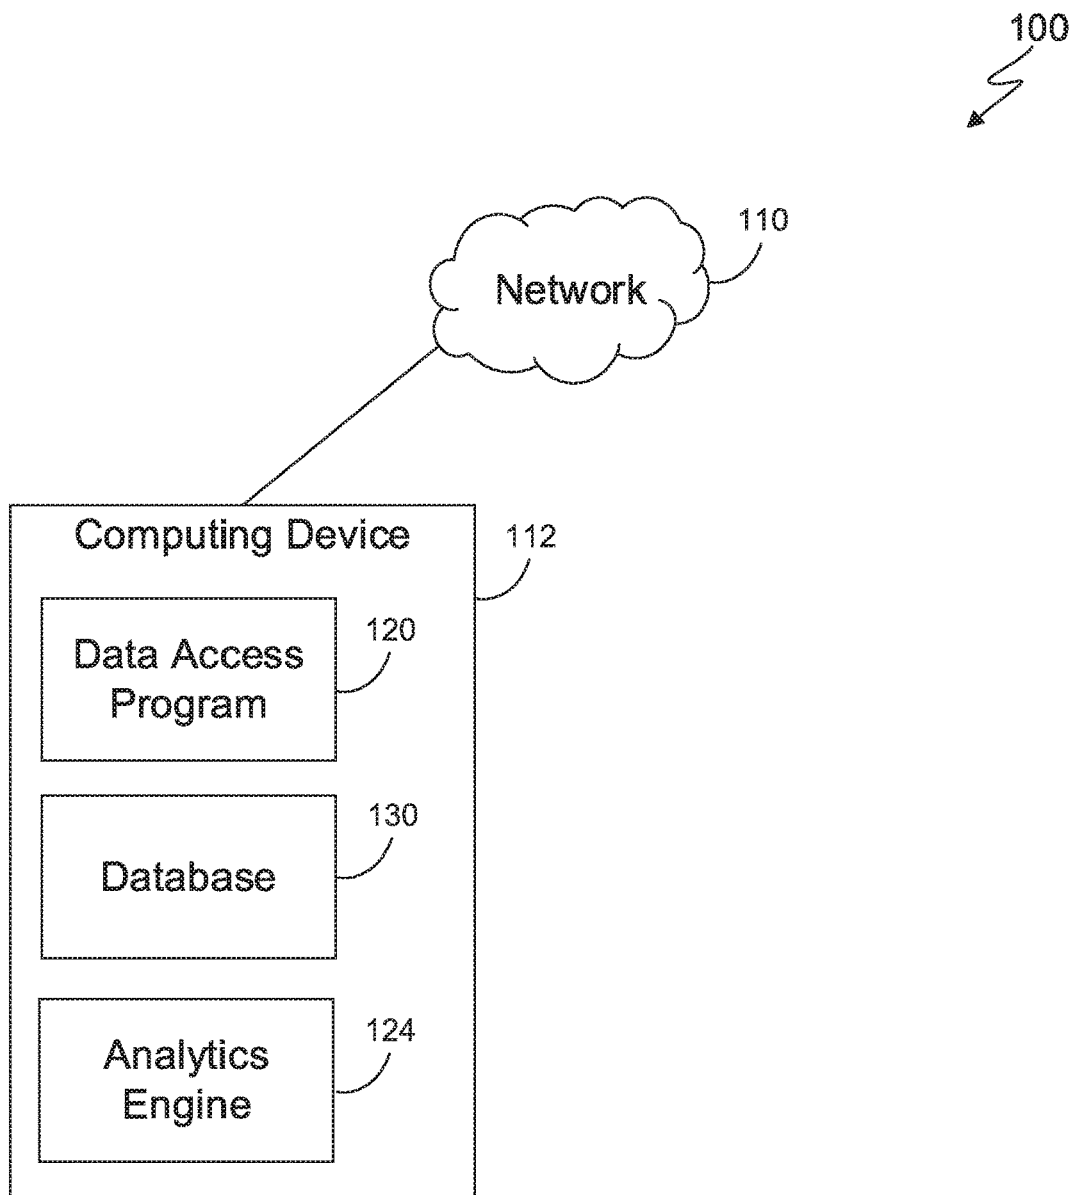 100
110
Network
Computing Device
112
120
Data Access
Program
130
Database
124
Analytics
Engine